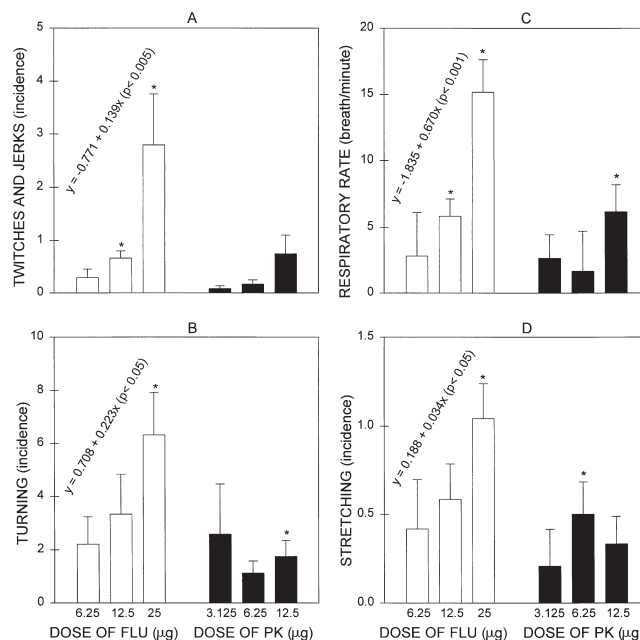 A
TWITCHES AND JERKS (incidence)
5
4
3
2
1
0
y = -0.771 + 0.139x (p< 0.005)
*
*
C
RESPIRATORY RATE (breath/minute)
20
15
10
5
0
y = -1.835 + 0.670x (p< 0.001)
*
*
*
B
TURNING (incidence)
10
8
6
4
2
0
y = 0.708 + 0.223x (p< 0.05)
*
*
6.25 12.5 25 3.125 6.25 12.5
DOSE OF FLU (µg) DOSE OF PK (µg)
D
STRETCHING (incidence)
1.5
1.0
0.5
0.0
y = 0.188 + 0.034x (p< 0.05)
*
*
6.25 12.5 25 3.125 6.25 12.5
DOSE OF FLU (µg) DOSE OF PK (µg)